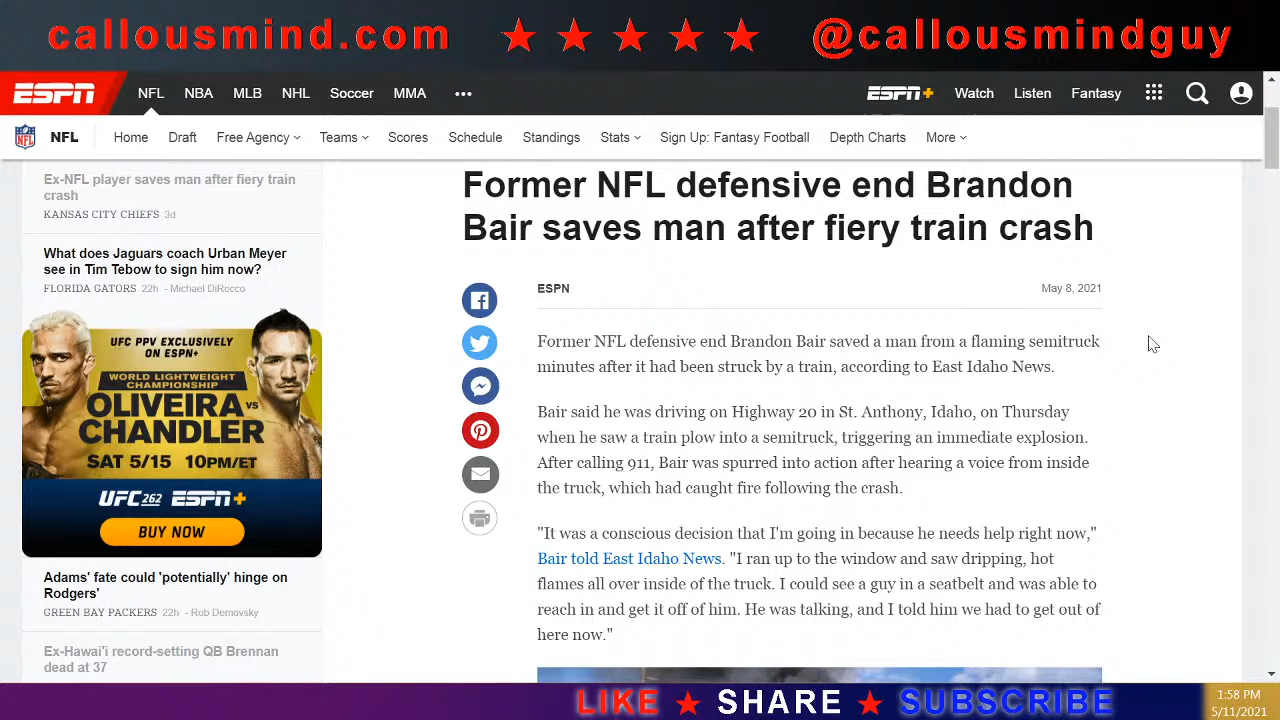 callousmind.com ★ ★ ★ ★ ★ @callousmindguy
ESPN NFL NBA MLB NHL Soccer MMA ••• ESPN+ Watch Listen Fantasy
NFL Home Draft Free Agency Teams Scores Schedule Standings Stats Sign Up: Fantasy Football Depth Charts More
Ex-NFL player saves man after fiery train
crash
KANSAS CITY CHIEFS 3d
What does Jaguars coach Urban Meyer
see in Tim Tebow to sign him now?
FLORIDA GATORS 22h - Michael DiRocco
UFC PPV EXCLUSIVELY
ON ESPN+
WORLD LIGHTWEIGHT
CHAMPIONSHIP
OLIVEIRA VS
CHANDLER
SAT 5/15 10PM/ET
UFC 262 ESPN+
BUY NOW
Adams' fate could 'potentially' hinge on
Rodgers'
GREEN BAY PACKERS 22h - Rob Demovsky
Ex-Hawai'i record-setting QB Brennan
dead at 37
Former NFL defensive end Brandon
Bair saves man after fiery train crash
ESPN May 8, 2021
Former NFL defensive end Brandon Bair saved a man from a flaming semitruck
minutes after it had been struck by a train, according to East Idaho News.
Bair said he was driving on Highway 20 in St. Anthony, Idaho, on Thursday
when he saw a train plow into a semitruck, triggering an immediate explosion.
After calling 911, Bair was spurred into action after hearing a voice from inside
the truck, which had caught fire following the crash.
"It was a conscious decision that I'm going in because he needs help right now,"
Bair told East Idaho News. "I ran up to the window and saw dripping, hot
flames all over inside of the truck. I could see a guy in a seatbelt and was able to
reach in and get it off of him. He was talking, and I told him we had to get out of
here now."
LIKE ★ SHARE ★ SUBSCRIBE
1:58 PM
5/11/2021